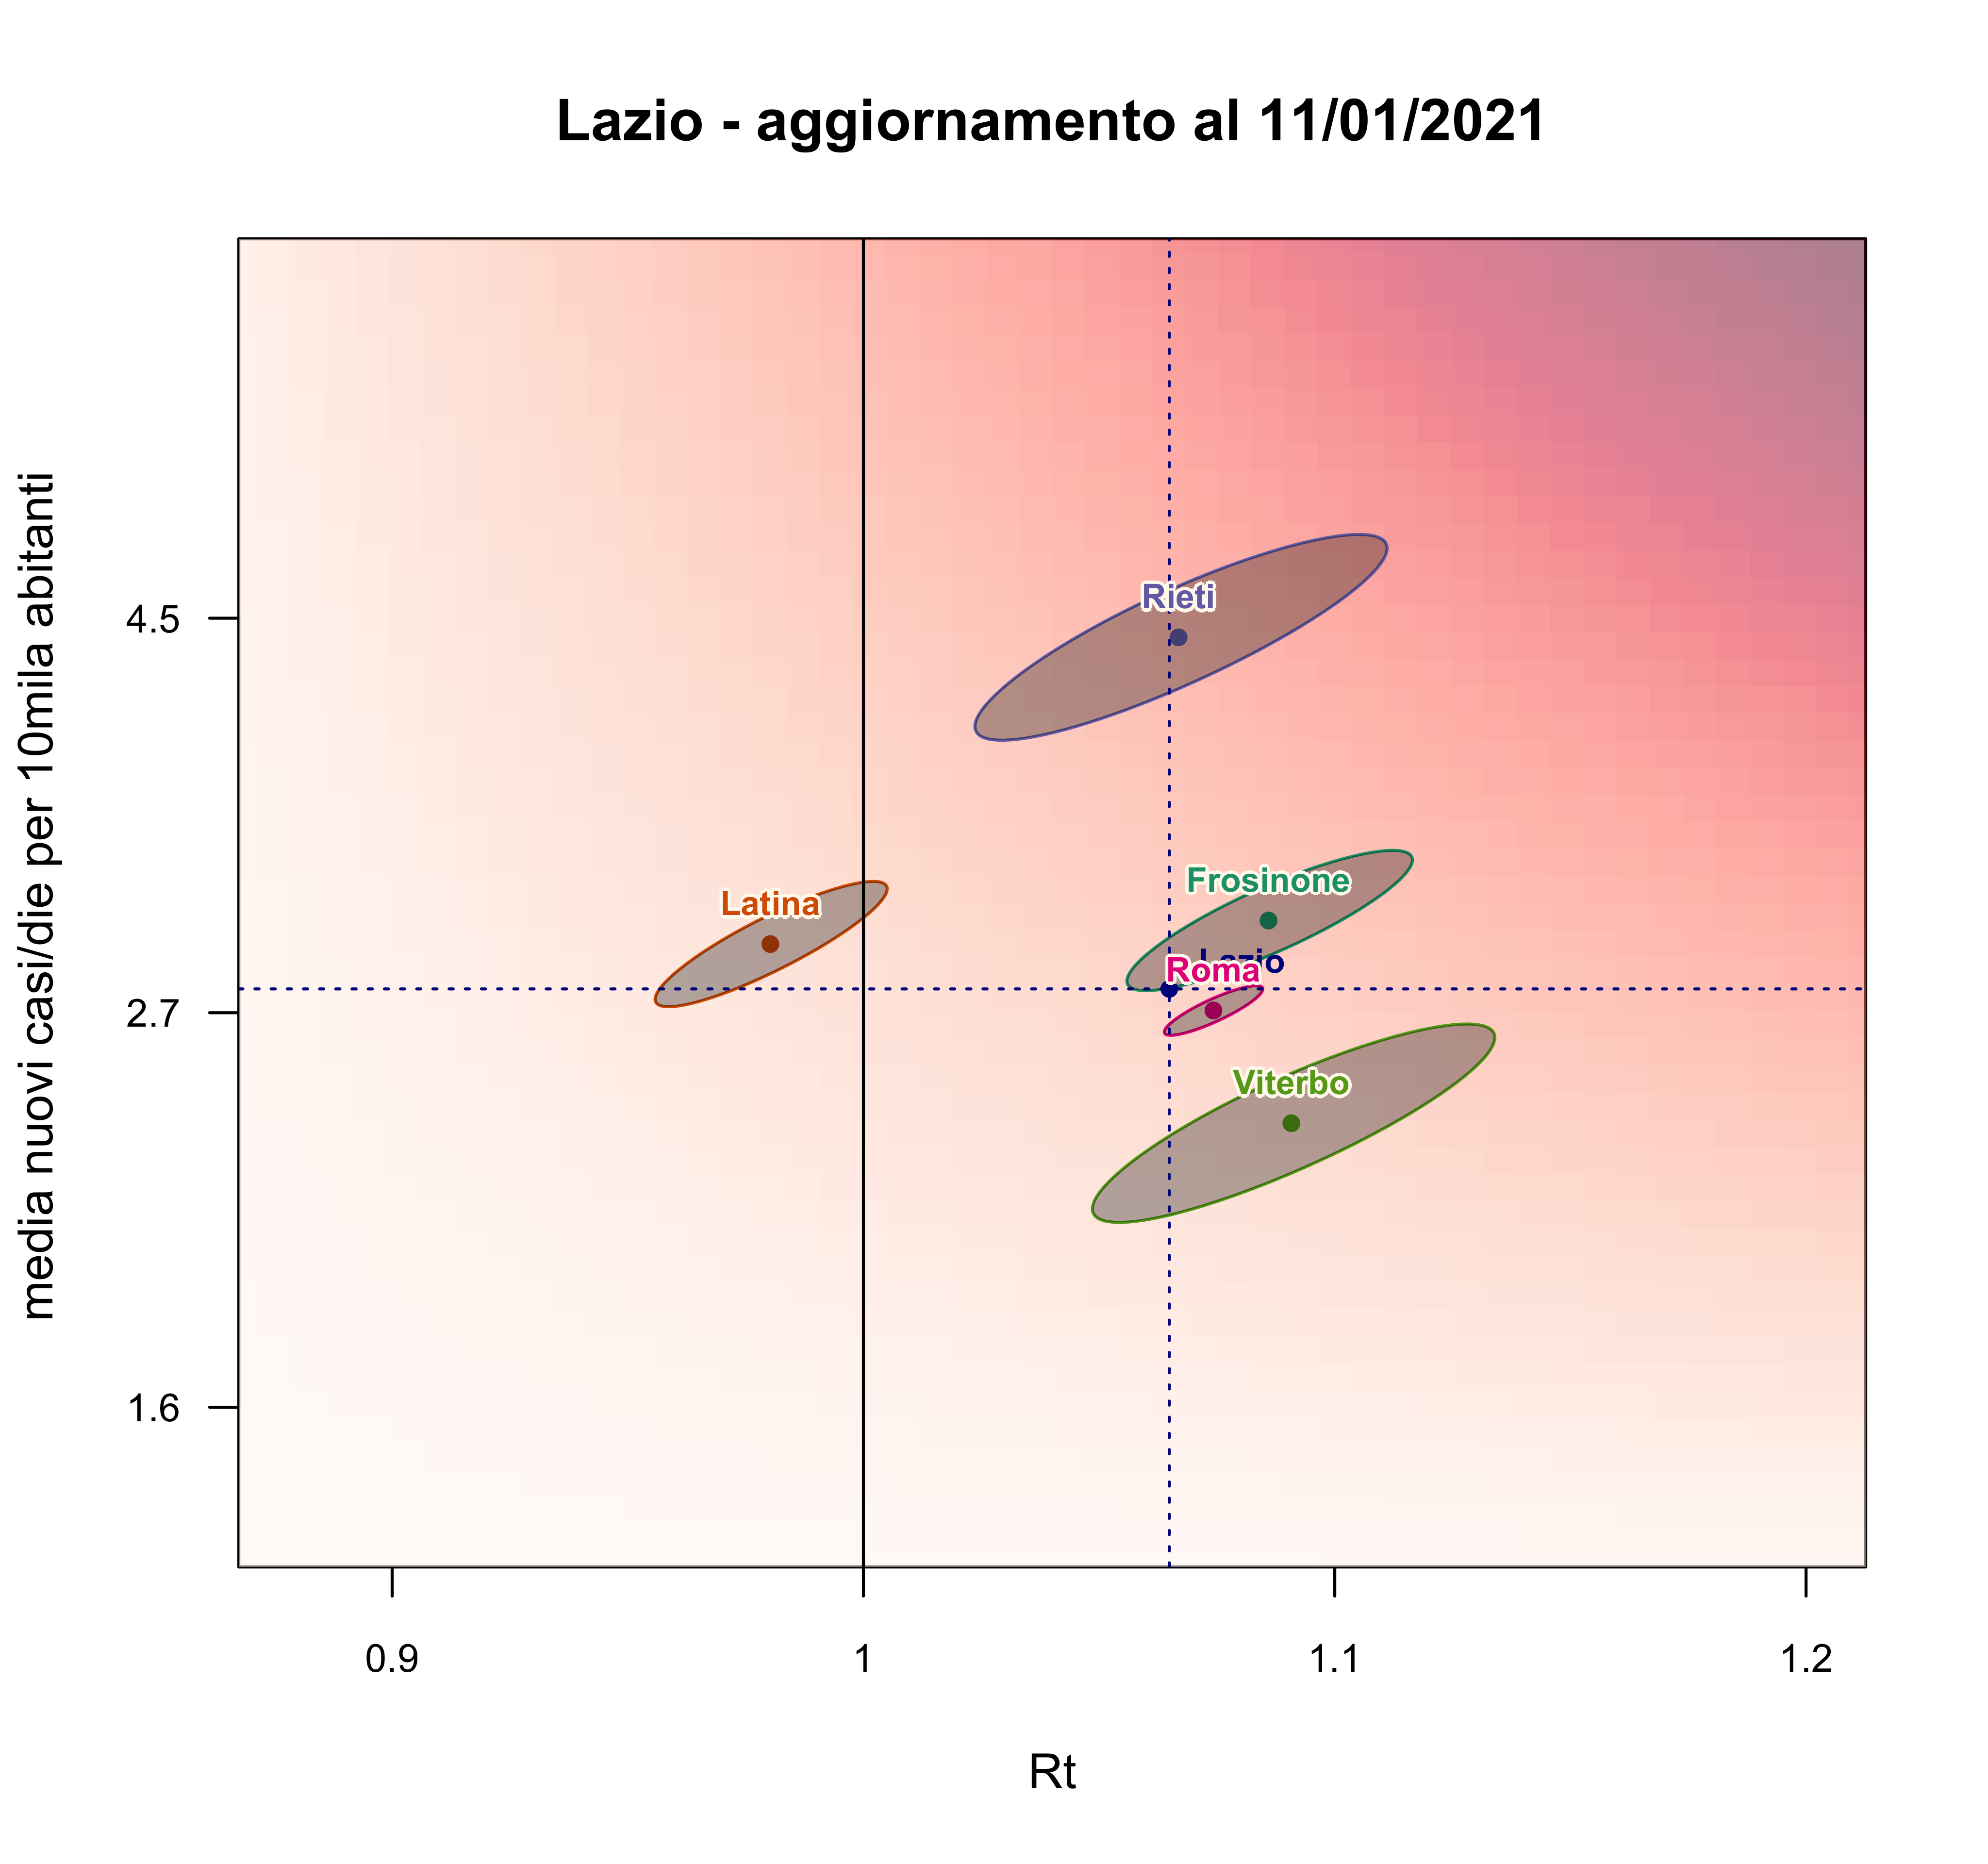 Lazio - aggiornamento al 11/01/2021
media nuovi casi/die per 10mila abitanti
4.5
2.7
1.6
Rieti
Frosinone
Latina
Lazio
Roma
Viterbo
0.9
1
1.1
1.2
Rt